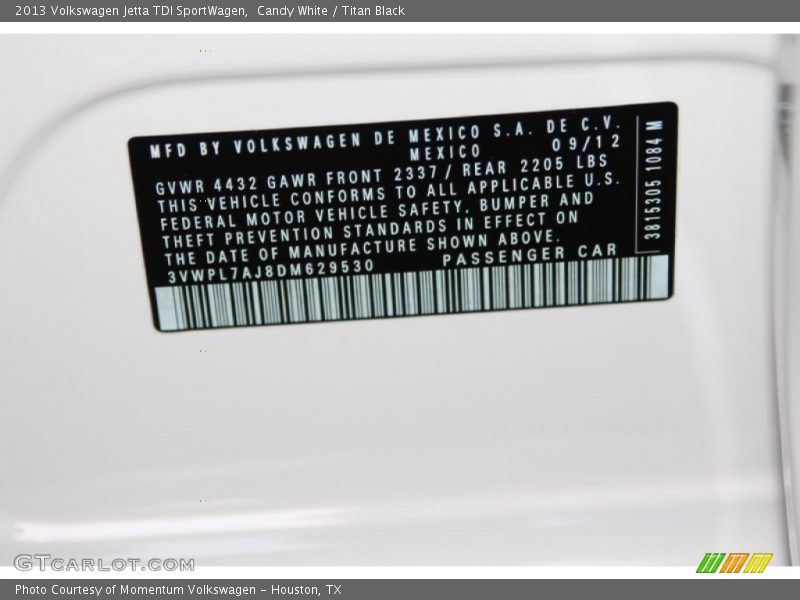 2013 Volkswagen Jetta TDI SportWagen,  Candy White / Titan Black
MFD BY VOLKSWAGEN DE MEXICO S.A. DE C.V.
MEXICO 09/12
GVWR 4432 GAWR FRONT 2337/ REAR 2205 LBS
THIS VEHICLE CONFORMS TO ALL APPLICABLE U.S.
FEDERAL MOTOR VEHICLE SAFETY, BUMPER AND
THEFT PREVENTION STANDARDS IN EFFECT ON
THE DATE OF MANUFACTURE SHOWN ABOVE.
3VWPL7AJ8DM629530 PASSENGER CAR
3815305 1084 M
GTCARLOT.COM
Photo Courtesy of Momentum Volkswagen - Houston, TX